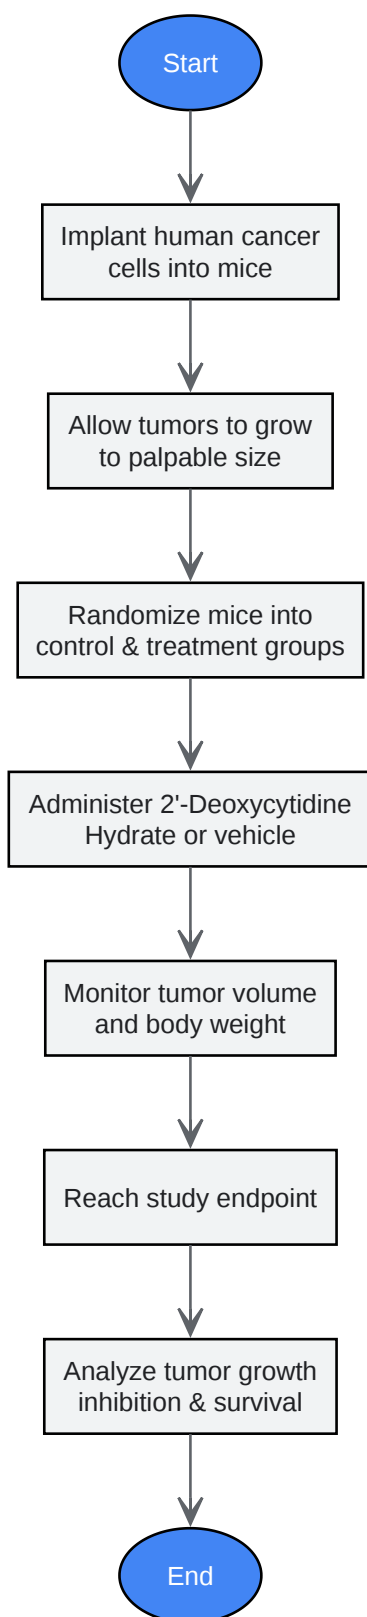 Start
Implant human cancer
cells into mice
Allow tumors to grow
to palpable size
Randomize mice into
control & treatment groups
Administer 2'-Deoxycytidine
Hydrate or vehicle
Monitor tumor volume
and body weight
Reach study endpoint
Analyze tumor growth
inhibition & survival
End